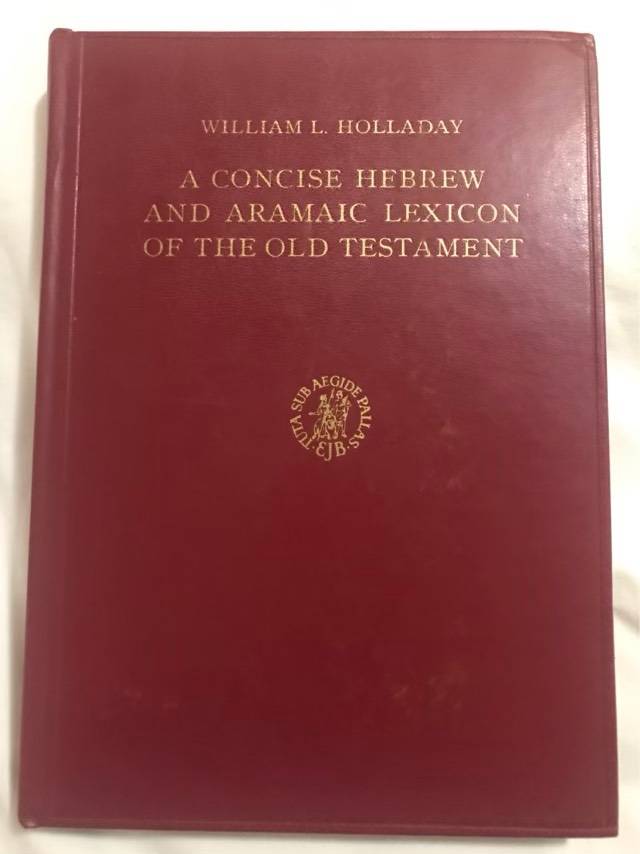 WILLIAM L. HOLLADAY
A CONCISE HEBREW
AND ARAMAIC LEXICON
OF THE OLD TESTAMENT
TUTA SUB AEGIDE PALLAS
EJB